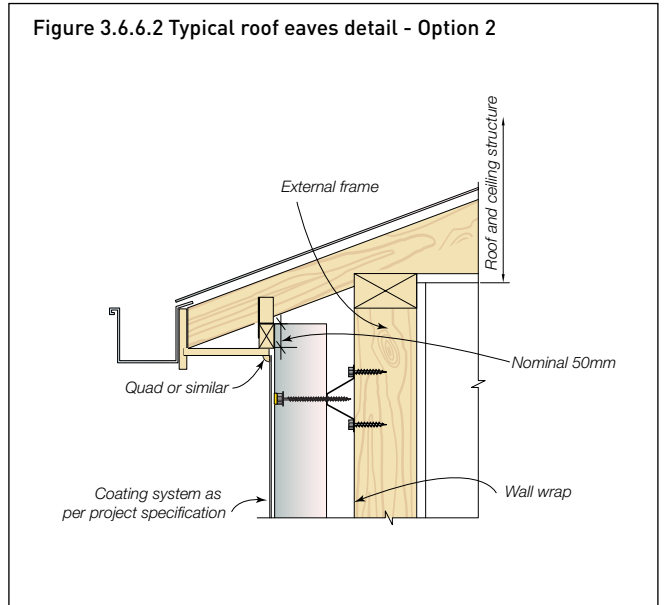 Figure 3.6.6.2 Typical roof eaves detail - Option 2
Roof and ceiling structure
External frame
Nominal 50mm
Quad or similar
Coating system as
per project specification
Wall wrap